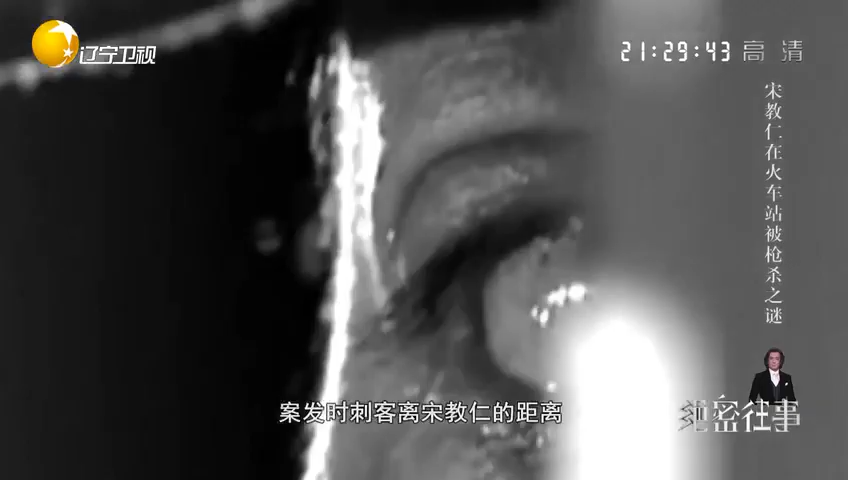 辽宁卫视
21:29:43 高清
宋教仁在火车站被枪杀之谜
案发时刺客离宋教仁的距离
绝密往事